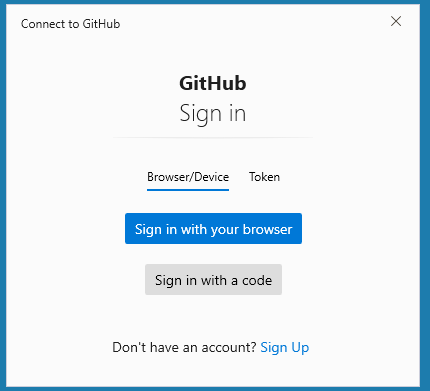 Connect to GitHub
GitHub
Sign in
Browser/Device Token
Sign in with your browser
Sign in with a code
Don't have an account? Sign Up